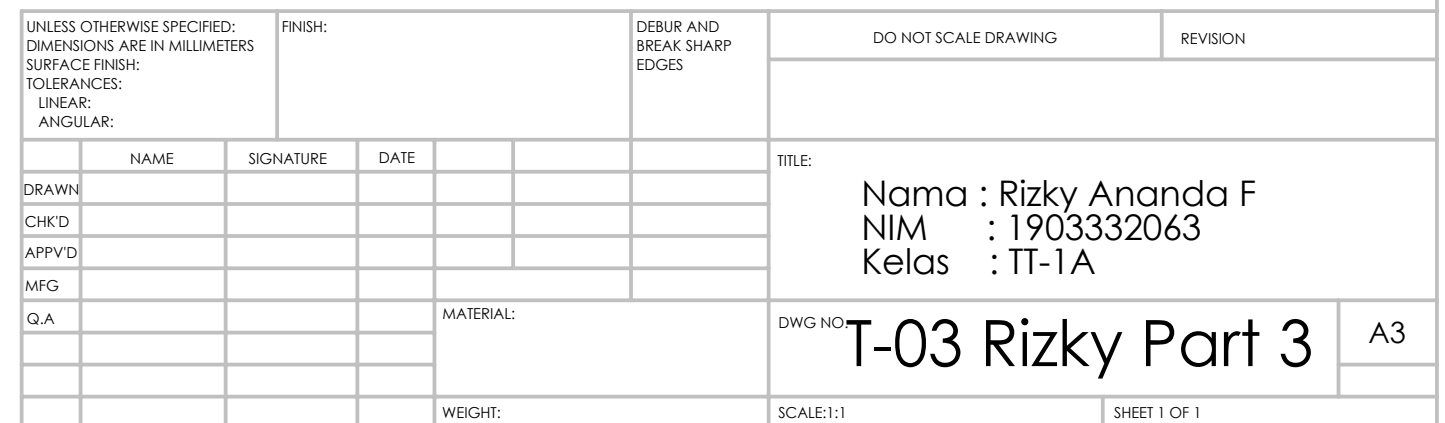 UNLESS OTHERWISE SPECIFIED:
DIMENSIONS ARE IN MILLIMETERS
SURFACE FINISH:
TOLERANCES:
LINEAR:
ANGULAR:
FINISH:
DEBUR AND
BREAK SHARP
EDGES
DO NOT SCALE DRAWING
REVISION
NAME
SIGNATURE
DATE
DRAWN
CHK'D
APPV'D
MFG
Q.A
TITLE:
Nama : Rizky Ananda F
NIM : 1903332063
Kelas : TT-1A
MATERIAL:
DWG NO.
T-03 Rizky Part 3
A3
WEIGHT:
SCALE:1:1
SHEET 1 OF 1